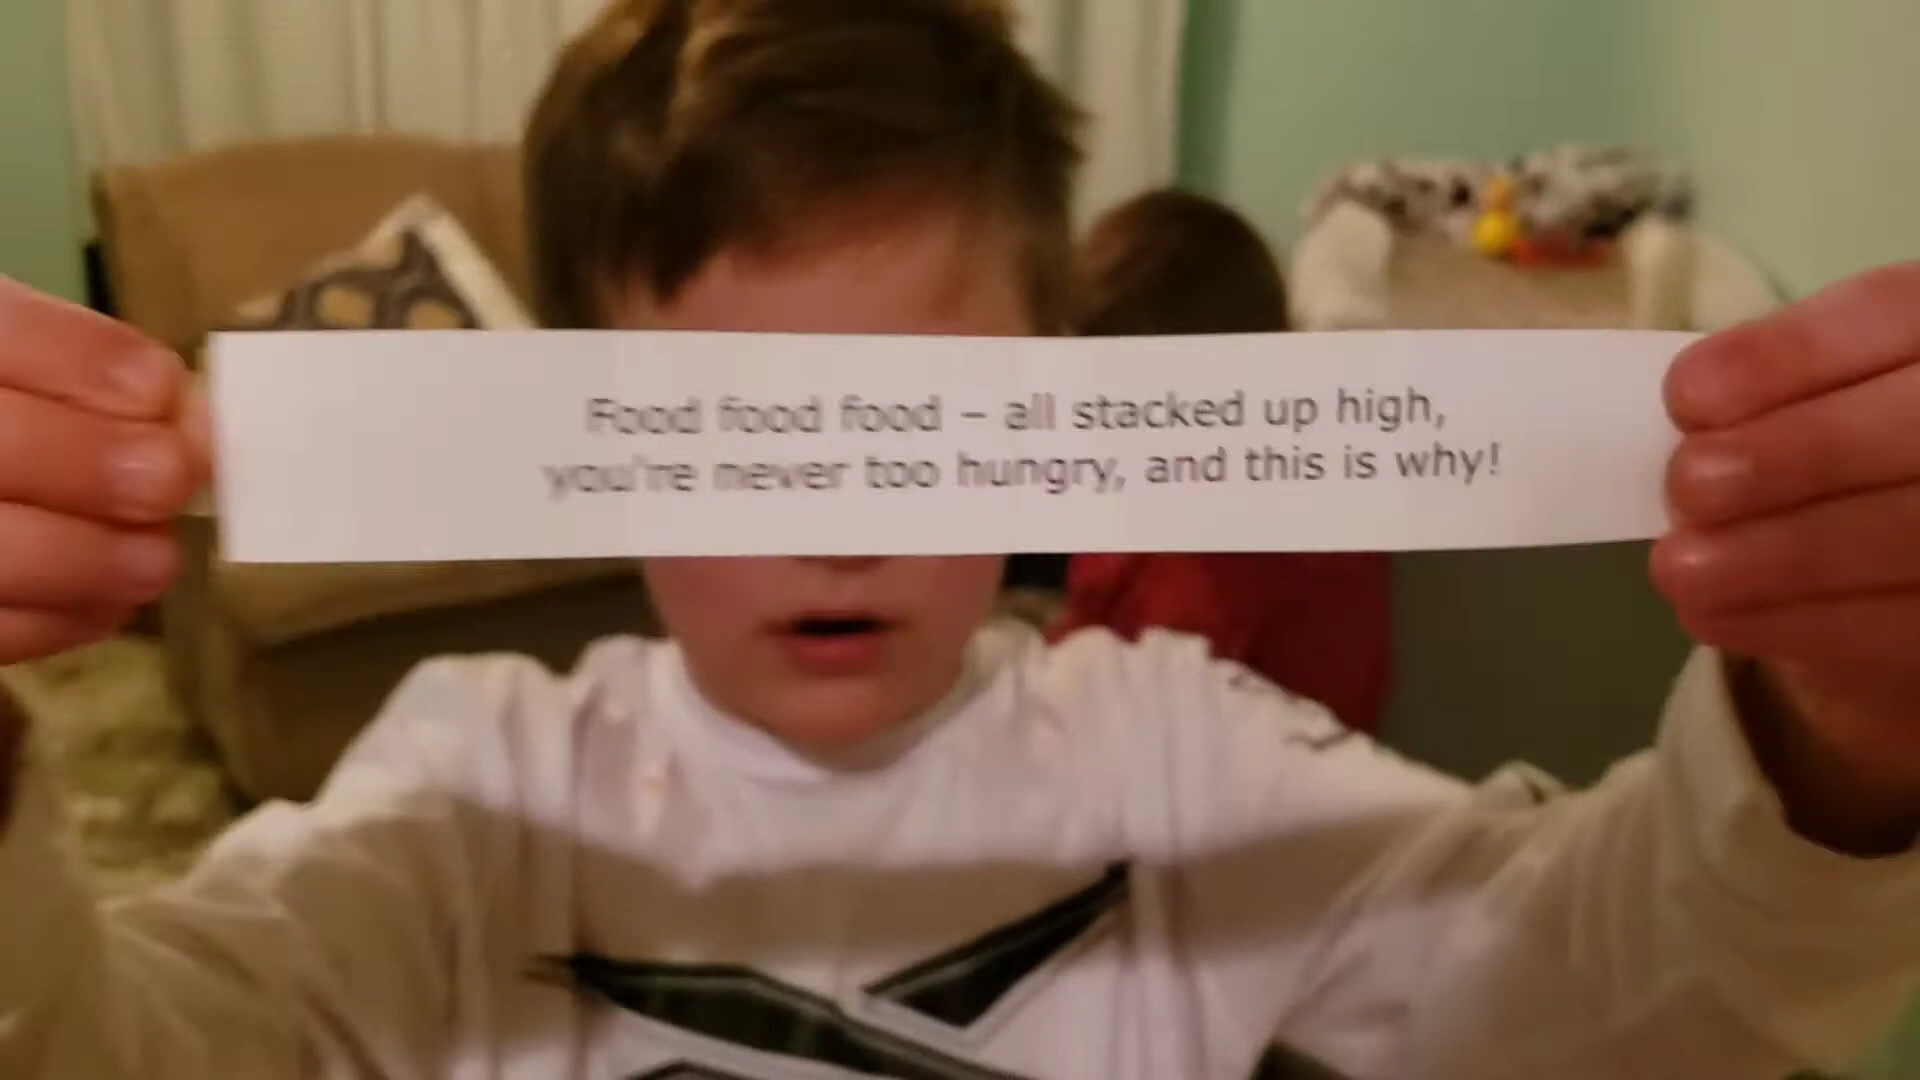 Food food food – all stacked up high,
you're never too hungry, and this is why!